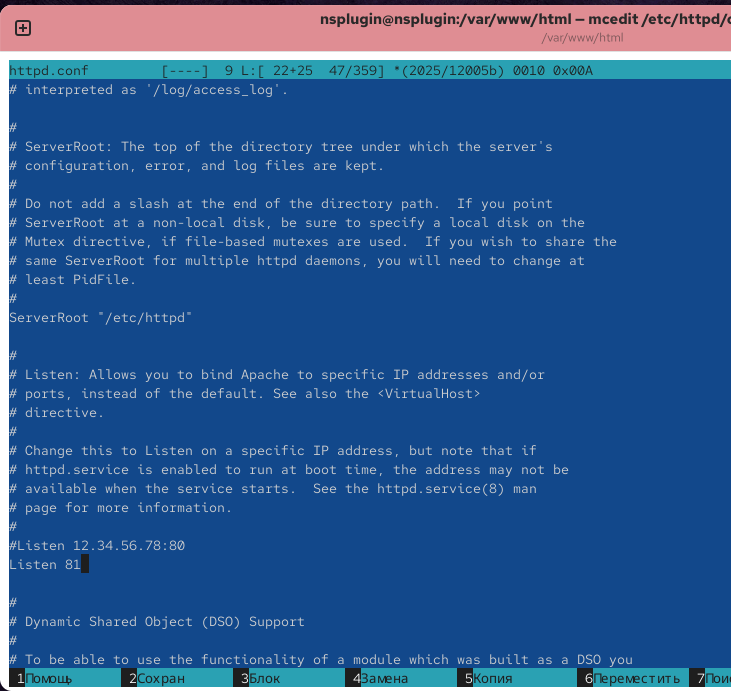 nsplugin@nsplugin:/var/www/html — mcedit /etc/httpd/
/var/www/html
httpd.conf         [----]  9 L:[ 22+25  47/359] *(2025/12005b) 0010 0x00A
# interpreted as '/log/access_log'.
#
# ServerRoot: The top of the directory tree under which the server's
# configuration, error, and log files are kept.
#
# Do not add a slash at the end of the directory path.  If you point
# ServerRoot at a non-local disk, be sure to specify a local disk on the
# Mutex directive, if file-based mutexes are used.  If you wish to share the
# same ServerRoot for multiple httpd daemons, you will need to change at
# least PidFile.
#
ServerRoot "/etc/httpd"
#
# Listen: Allows you to bind Apache to specific IP addresses and/or
# ports, instead of the default. See also the <VirtualHost>
# directive.
#
# Change this to Listen on a specific IP address, but note that if
# httpd.service is enabled to run at boot time, the address may not be
# available when the service starts.  See the httpd.service(8) man
# page for more information.
#
#Listen 12.34.56.78:80
Listen 81
#
# Dynamic Shared Object (DSO) Support
#
# To be able to use the functionality of a module which was built as a DSO you
1Помощь 2Сохран 3Блок 4Замена 5Копия 6Переместить 7Пои